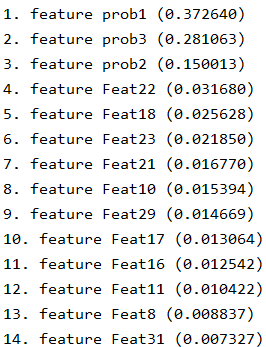 1. feature prob1 (0.372640)
2. feature prob3 (0.281063)
3. feature prob2 (0.150013)
4. feature Feat22 (0.031680)
5. feature Feat18 (0.025628)
6. feature Feat23 (0.021850)
7. feature Feat21 (0.016770)
8. feature Feat10 (0.015394)
9. feature Feat29 (0.014669)
10. feature Feat17 (0.013064)
11. feature Feat16 (0.012542)
12. feature Feat11 (0.010422)
13. feature Feat8 (0.008837)
14. feature Feat31 (0.007327)